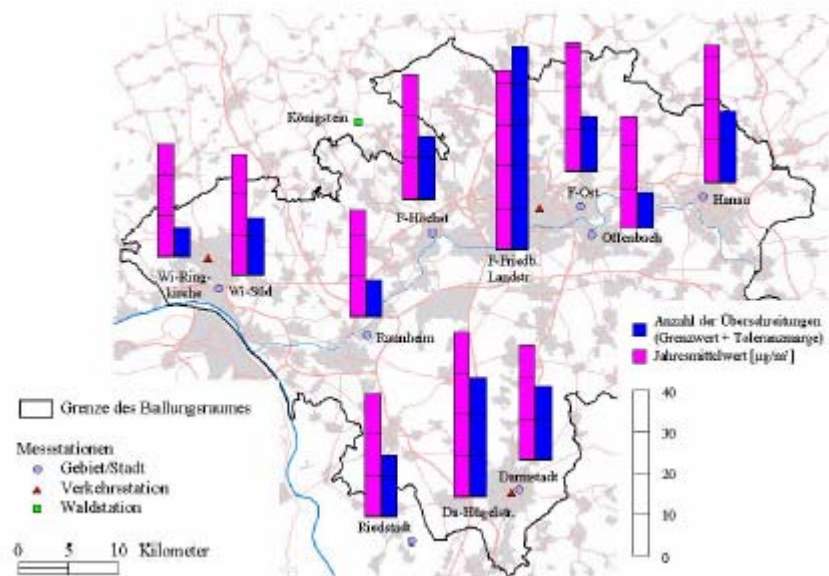 Königstein
F-Höchst
F-Ost
Hanau
Offenbach
F-Friedb.
Landstr.
Wi-Ring-
kirche
Wi-Süd
Raunheim
Anzahl der Überschreitungen
(Grenzwert + Toleranzmarge)
Jahresmittelwert [µg/m³]
Grenze des Ballungsraumes
Messstationen
Gebiet/Stadt
Verkehrsstation
Waldstation
0 5 10 Kilometer
Darmstadt
Da-Hügelstr.
Riedstadt
40
30
20
10
0